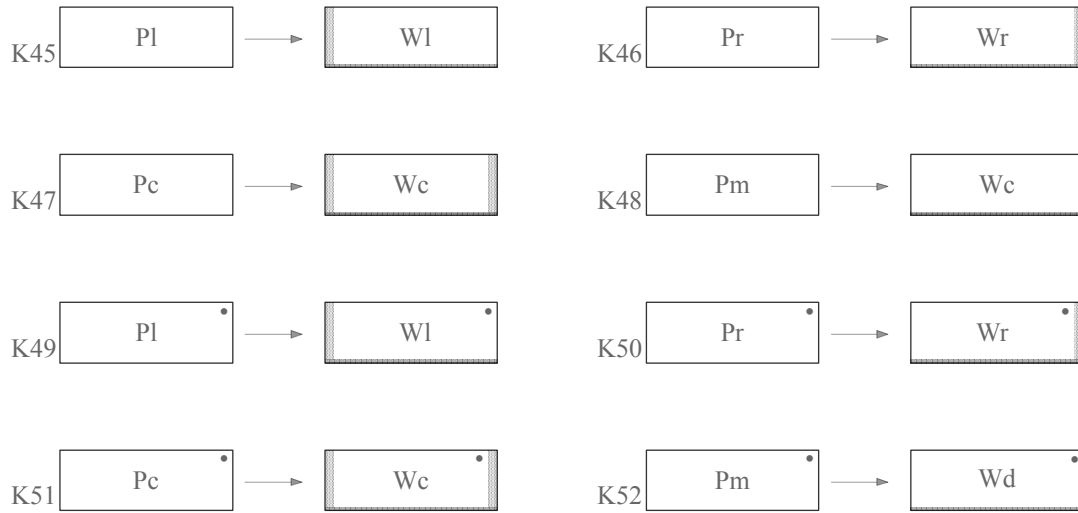 K45 Pl Wl K46 Pr Wr
K47 Pc Wc K48 Pm Wc
K49 Pl Wl K50 Pr Wr
K51 Pc Wc K52 Pm Wd